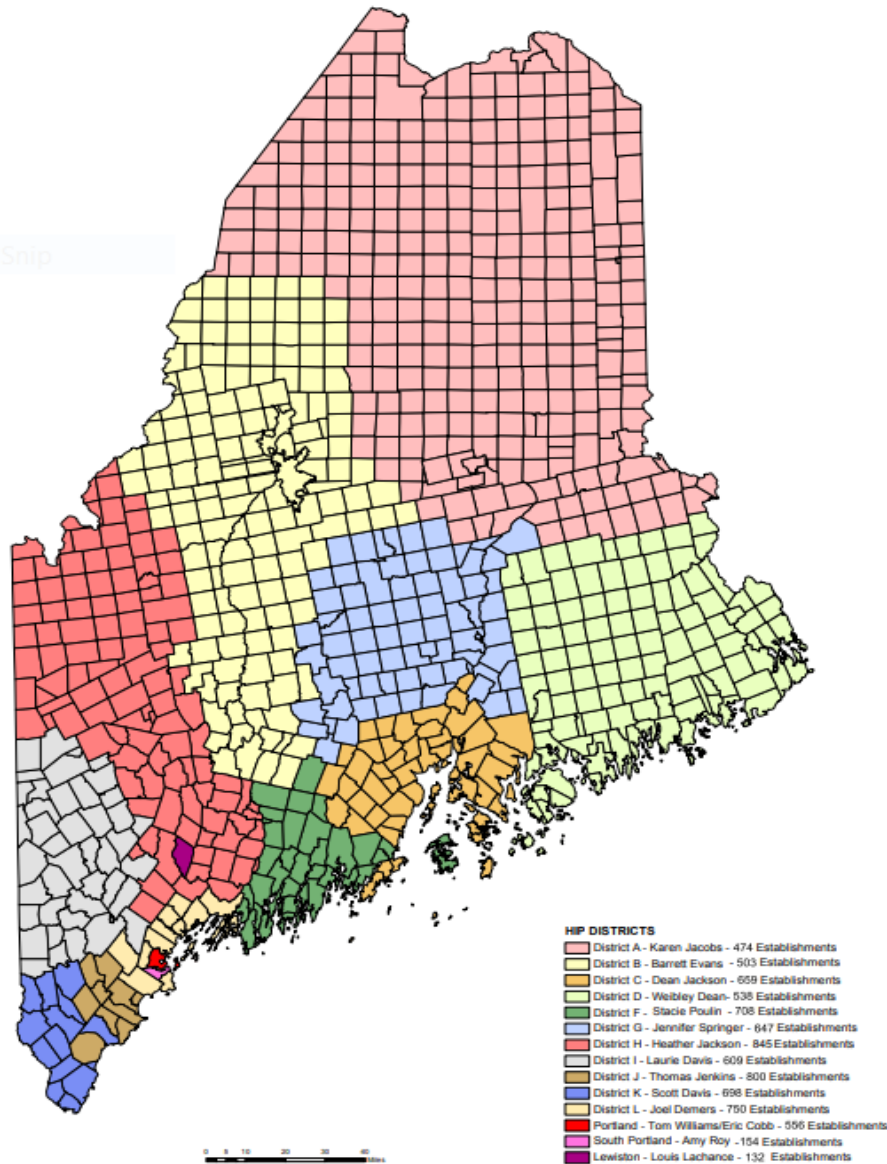 Snip
HIP DISTRICTS
District A - Karen Jacobs - 474 Establishments
District B - Barrett Evans - 503 Establishments
District C - Dean Jackson - 659 Establishments
District D - Weibley Dean- 538 Establishments
District F - Stacie Poulin - 708 Establishments
District G - Jennifer Springer - 647 Establishments
District H - Heather Jackson - 845 Establishments
District I - Laurie Davis - 609 Establishments
District J - Thomas Jenkins - 800 Establishments
District K - Scott Davis - 698 Establishments
District L - Joel Demers - 750 Establishments
Portland - Tom Williams/Eric Cobb - 556 Establishments
South Portland - Amy Roy -154 Establishments
Lewiston - Louis Lachance - 132 Establishments
0 5 10 20 30 40
Miles